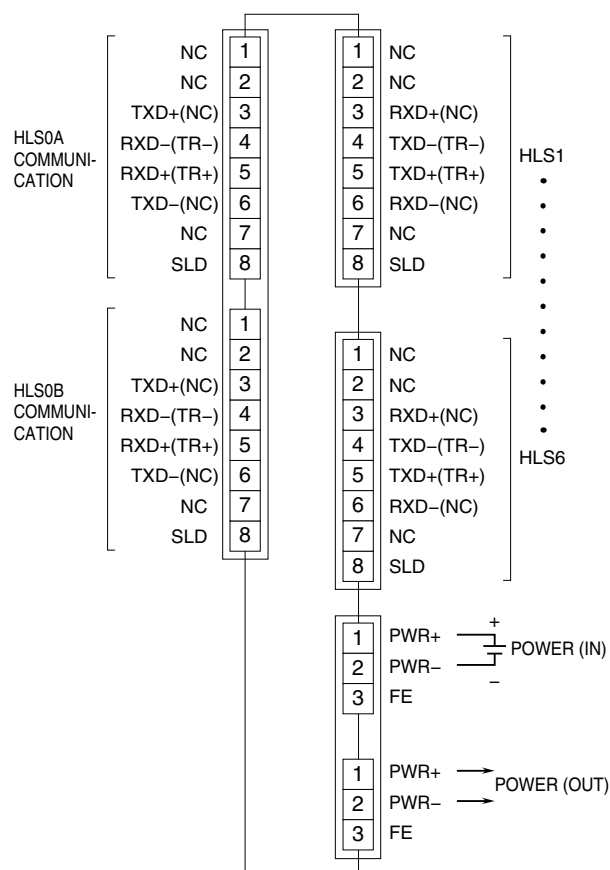 HLS0A
COMMUNI-
CATION
NC 1
NC 2
TXD+(NC) 3
RXD−(TR−) 4
RXD+(TR+) 5
TXD−(NC) 6
NC 7
SLD 8
HLS0B
COMMUNI-
CATION
NC 1
NC 2
TXD+(NC) 3
RXD−(TR−) 4
RXD+(TR+) 5
TXD−(NC) 6
NC 7
SLD 8
1 NC
2 NC
3 RXD+(NC)
4 TXD−(TR−)
5 TXD+(TR+)
6 RXD−(NC)
7 NC
8 SLD
HLS1
1 NC
2 NC
3 RXD+(NC)
4 TXD−(TR−)
5 TXD+(TR+)
6 RXD−(NC)
7 NC
8 SLD
HLS6
1 PWR+ +
2 PWR− −
3 FE
POWER (IN)
1 PWR+
2 PWR−
3 FE
POWER (OUT)